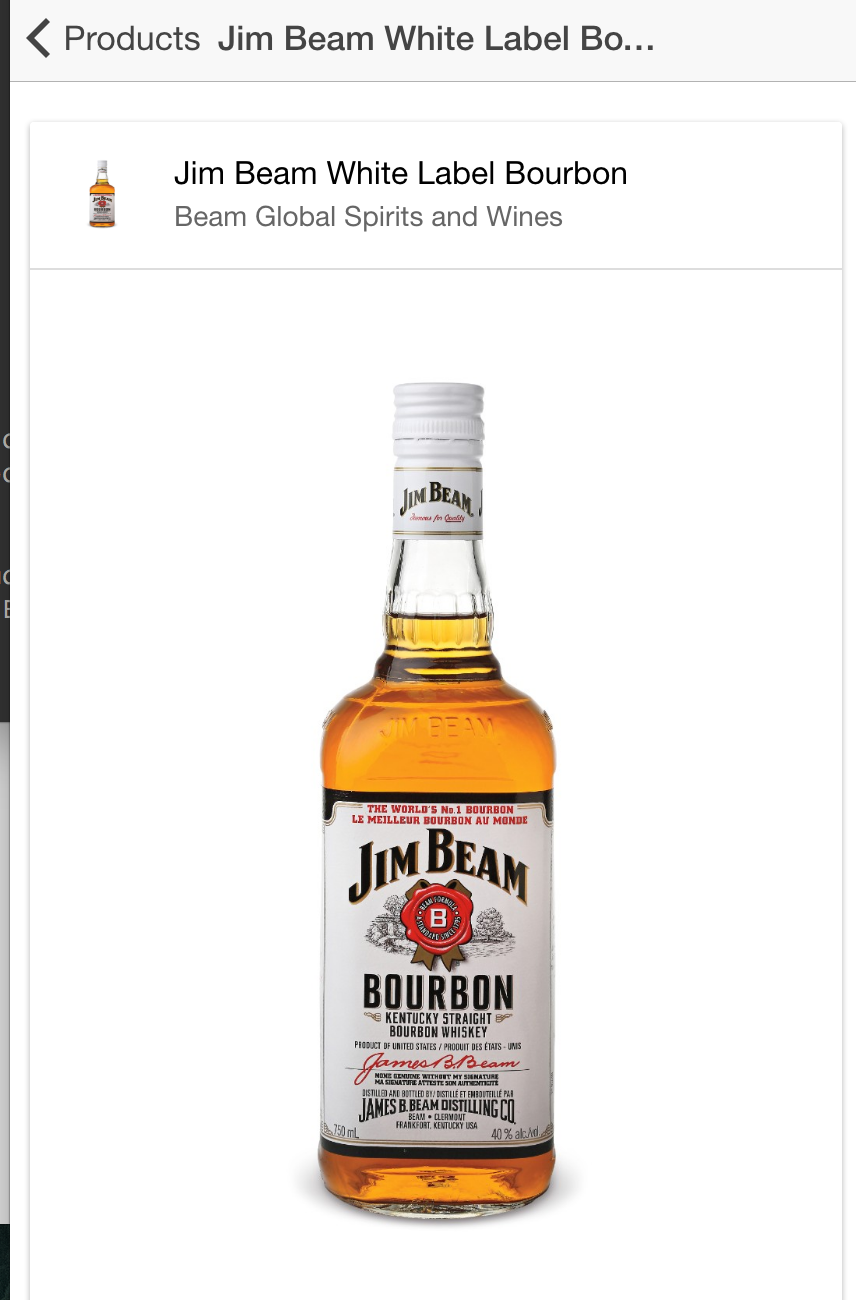 Products Jim Beam White Label Bo...
Jim Beam White Label Bourbon
Beam Global Spirits and Wines
JIM BEAM
Famous for Quality
JIM BEAM
THE WORLD'S No.1 BOURBON
LE MEILLEUR BOURBON AU MONDE
JIM BEAM
B
BOURBON
KENTUCKY STRAIGHT
BOURBON WHISKEY
PRODUCT OF UNITED STATES / PRODUIT DES ÉTATS - UNIS
James B. Beam
NONE GENUINE WITHOUT MY SIGNATURE
MA SIGNATURE ATTESTE SON AUTHENTICITÉ
DISTILLED AND BOTTLED BY/ DISTILLÉ ET EMBOUTEILLÉ PAR
JAMES B. BEAM DISTILLING CO.
BEAM • CLERMONT
FRANKFORT, KENTUCKY USA
750 mL 40 % alc./vol.